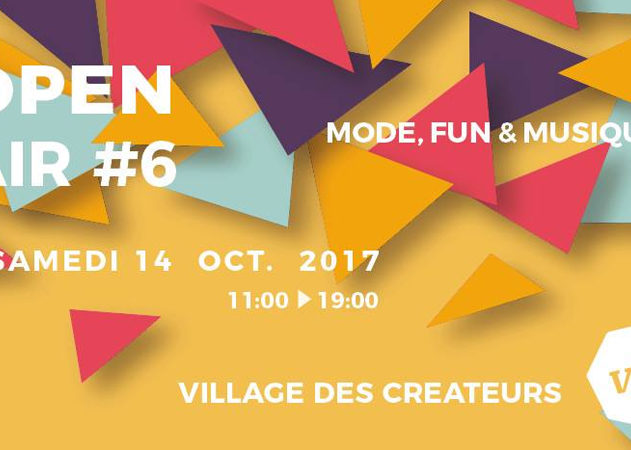 OPEN
AIR #6
MODE, FUN & MUSIQU
SAMEDI 14 OCT. 2017
11:00 19:00
VILLAGE DES CREATEURS
v